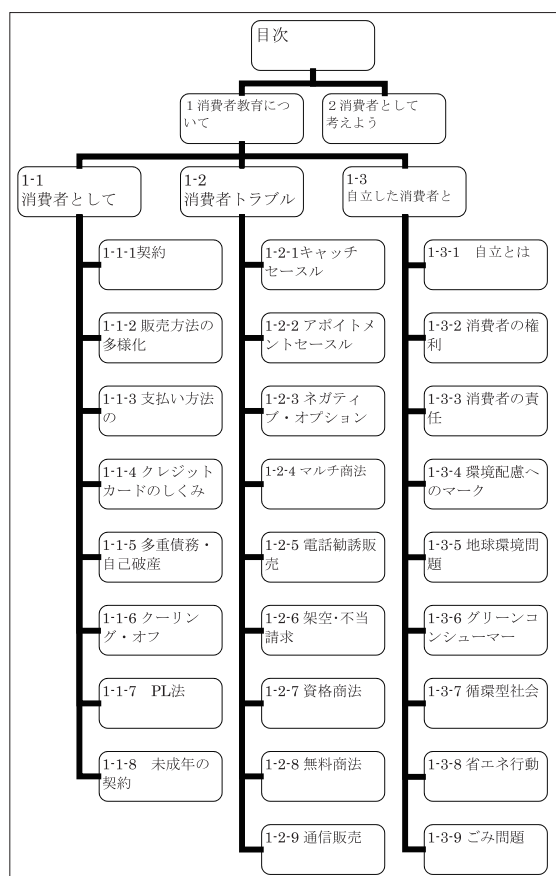 目次
1 消費者教育につ
いて
2 消費者として
考えよう
1-1
消費者として
1-2
消費者トラブル
1-3
自立した消費者と
1-1-1契約
1-1-2 販売方法の
多様化
1-1-3 支払い方法
の
1-1-4 クレジット
カードのしくみ
1-1-5 多重債務・
自己破産
1-1-6 クーリン
グ・オフ
1-1-7 PL法
1-1-8 未成年の
契約
1-2-1キャッチ
セースル
1-2-2 アポイトメ
ントセースル
1-2-3 ネガティ
ブ・オプション
1-2-4 マルチ商法
1-2-5 電話勧誘販
売
1-2-6 架空・不当
請求
1-2-7 資格商法
1-2-8 無料商法
1-2-9 通信販売
1-3-1 自立とは
1-3-2 消費者の権
利
1-3-3 消費者の責
任
1-3-4 環境配慮へ
のマーク
1-3-5 地球環境問
題
1-3-6 グリーンコ
ンシューマー
1-3-7 循環型社会
1-3-8 省エネ行動
1-3-9 ごみ問題